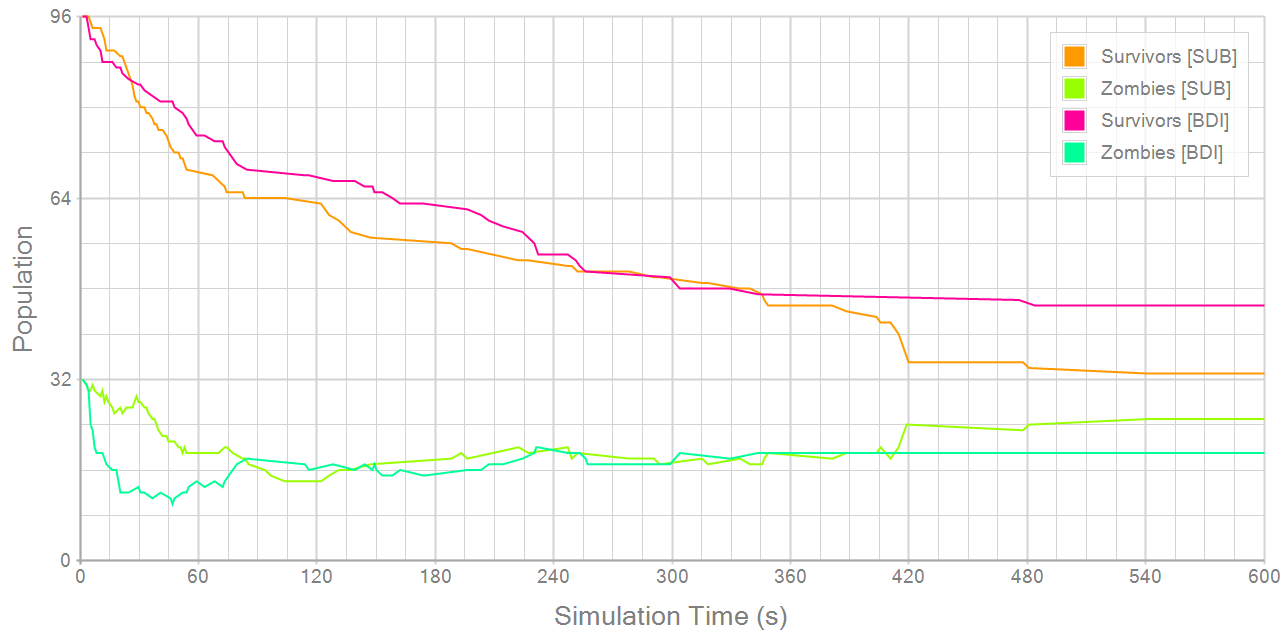 96
64
32
0
Population
0 60 120 180 240 300 360 420 480 540 600
Simulation Time (s)
Survivors [SUB]
Zombies [SUB]
Survivors [BDI]
Zombies [BDI]